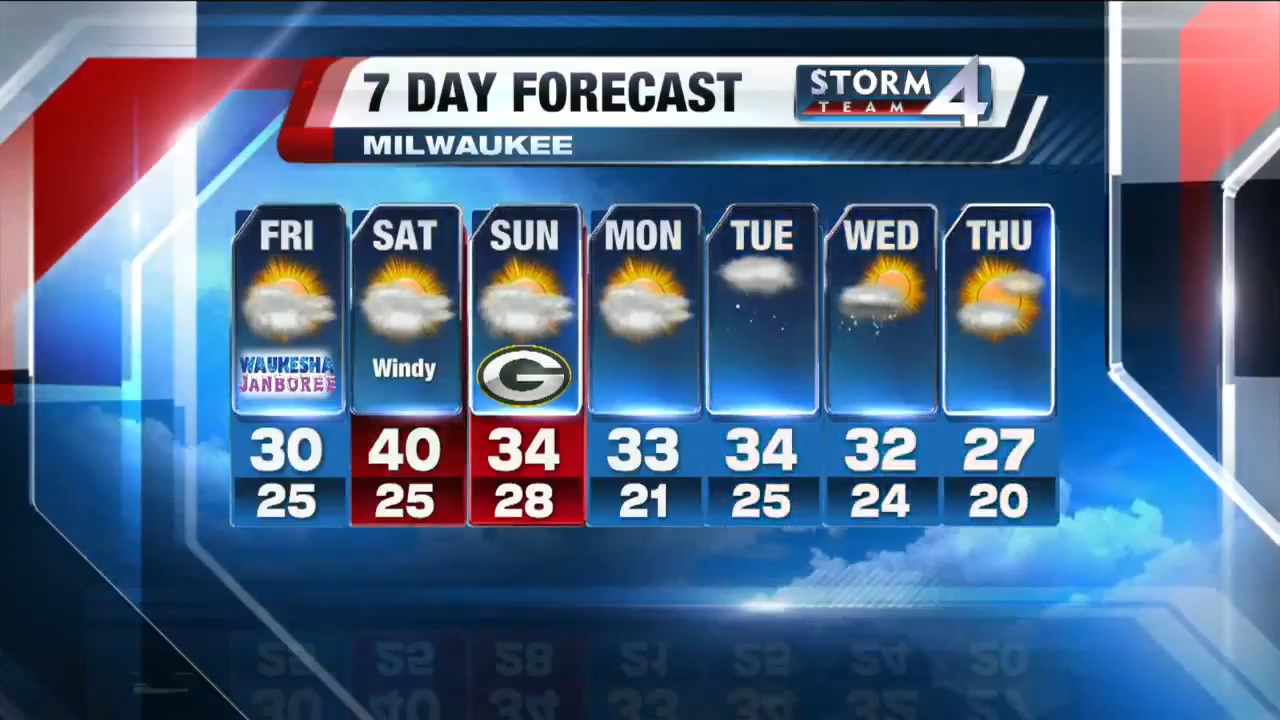 7 DAY FORECAST
STORM
TEAM 4
MILWAUKEE
FRI SAT SUN MON TUE WED THU
WAUKESHA
JANBOREE
Windy
G
30 40 34 33 34 32 27
25 25 28 21 25 24 20